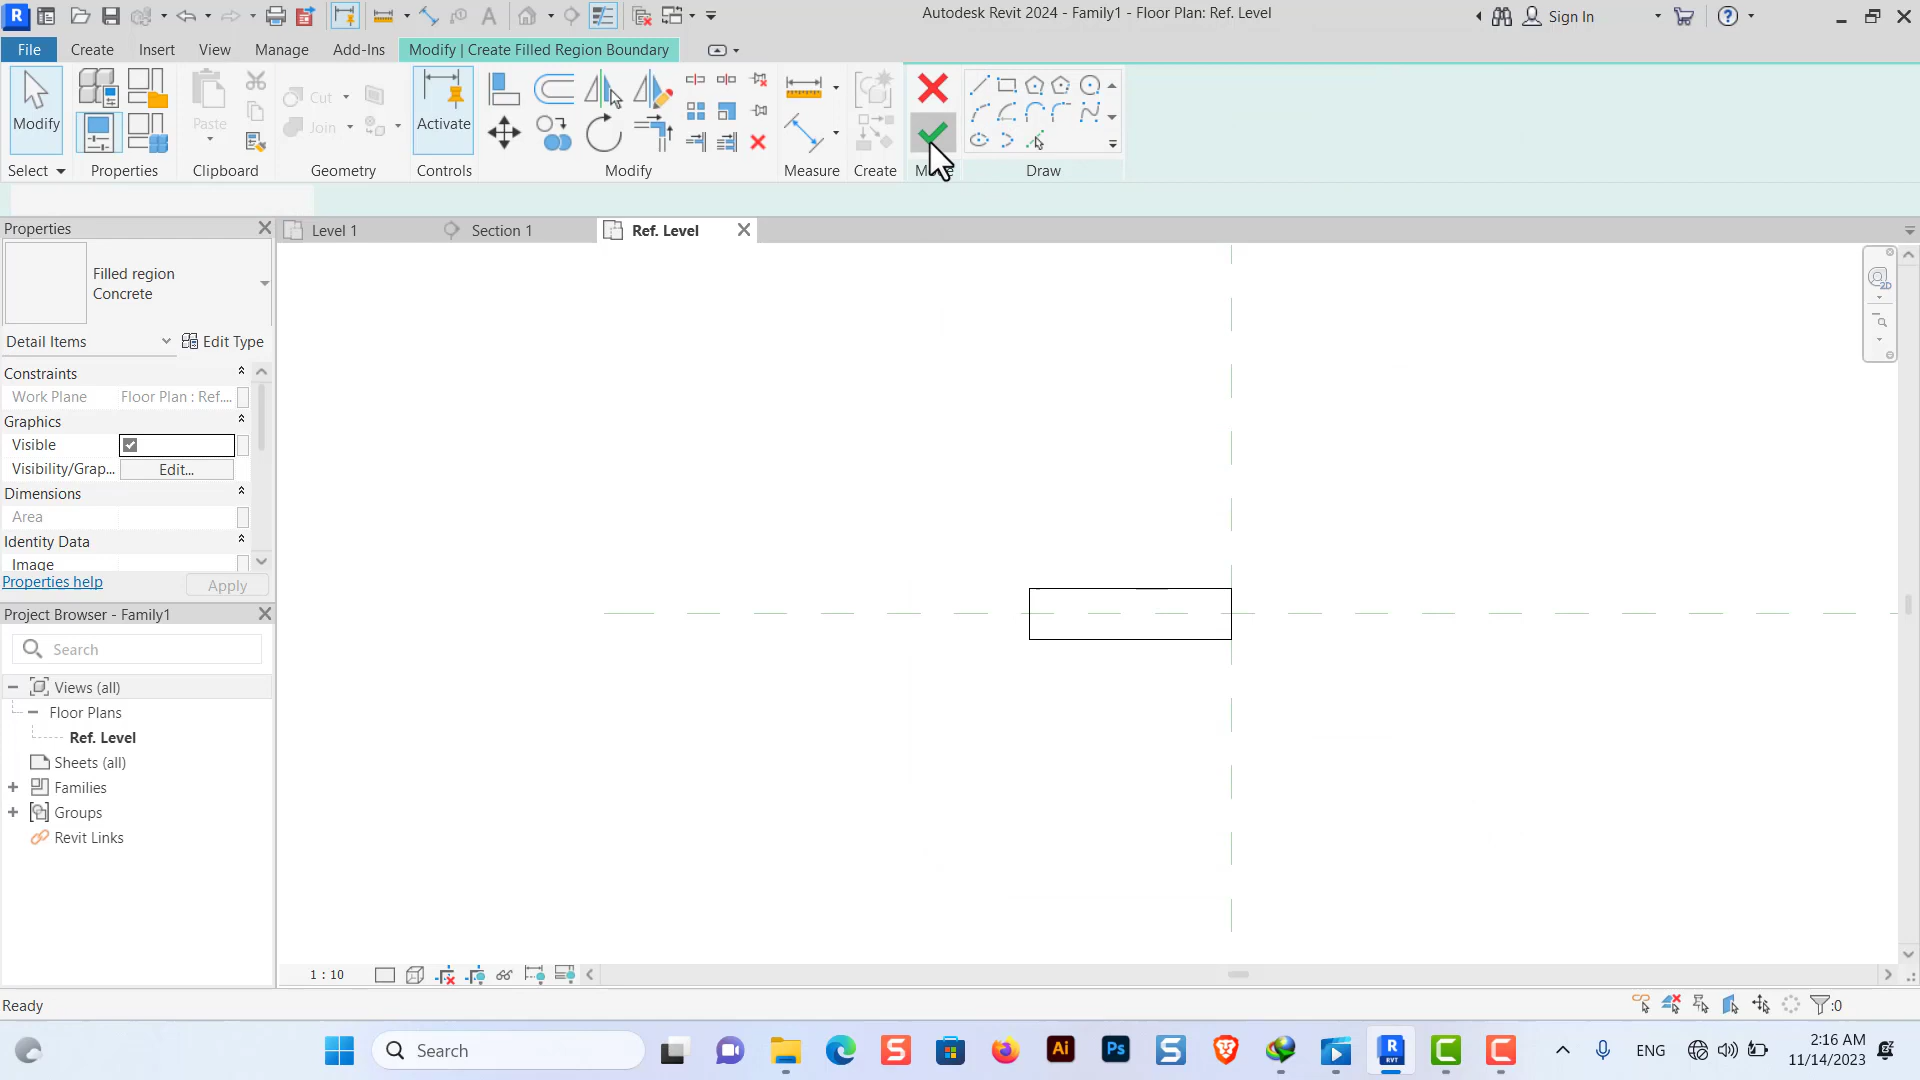 Autodesk Revit 2024 - Family1 - Floor Plan: Ref. Level
Sign In
File Create Insert View Manage Add-Ins Modify | Create Filled Region Boundary
Modify Paste Cut Join Activate
Select Properties Clipboard Geometry Controls Modify Measure Create Draw
Properties Level 1 Section 1 Ref. Level
Filled region
Concrete
Detail Items Edit Type
Constraints
Work Plane Floor Plan : Ref....
Graphics
Visible
Visibility/Grap... Edit...
Dimensions
Area
Identity Data
Image
Properties help Apply
Project Browser - Family1
Search
Views (all)
Floor Plans
Ref. Level
Sheets (all)
Families
Groups
Revit Links
1 : 10
Ready :0
Search ENG 2:16 AM
11/14/2023